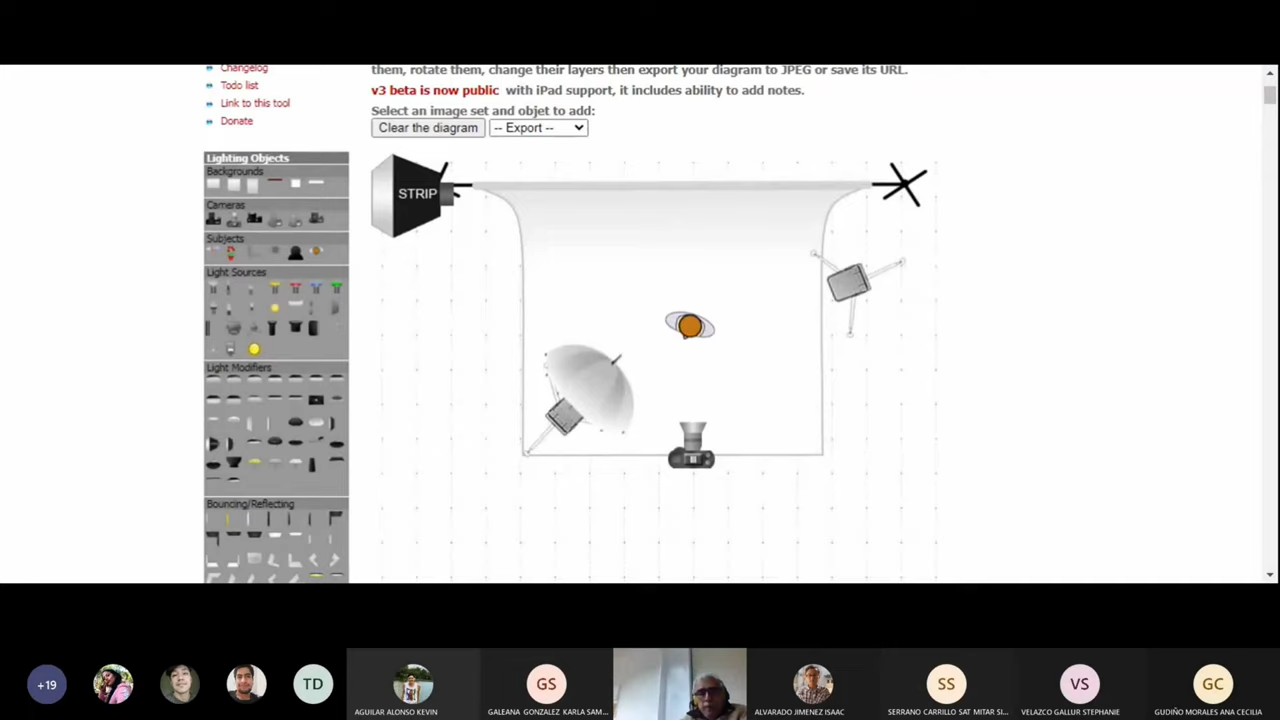 Changelog
Todo list
Link to this tool
Donate
them, rotate them, change their layers then export your diagram to JPEG or save its URL.
v3 beta is now public with iPad support, it includes ability to add notes.
Select an image set and objet to add:
Clear the diagram
-- Export --
Lighting Objects
Backgrounds
Cameras
Subjects
Light Sources
Light Modifiers
Bouncing/Reflecting
STRIP
+19
TD
AGUILAR ALONSO KEVIN
GS
GALEANA GONZALEZ KARLA SAM...
ALVARADO JIMENEZ ISAAC
SS
SERRANO CARRILLO SAT MITAR SI...
VS
VELAZCO GALLUR STEPHANIE
GC
GUDIÑO MORALES ANA CECILIA